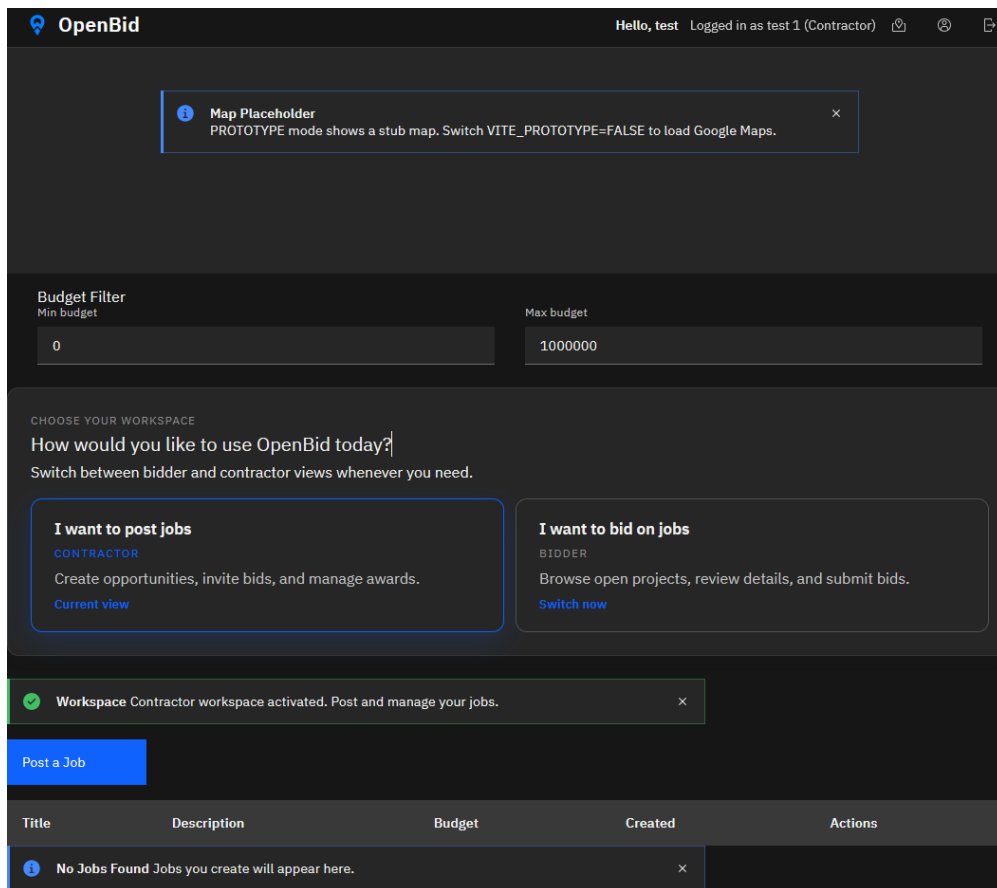 OpenBid
Hello, test Logged in as test 1 (Contractor)
Map Placeholder
PROTOTYPE mode shows a stub map. Switch VITE_PROTOTYPE=FALSE to load Google Maps.
Budget Filter
Min budget
Max budget
0
1000000
CHOOSE YOUR WORKSPACE
How would you like to use OpenBid today?
Switch between bidder and contractor views whenever you need.
I want to post jobs
CONTRACTOR
Create opportunities, invite bids, and manage awards.
Current view
I want to bid on jobs
BIDDER
Browse open projects, review details, and submit bids.
Switch now
Workspace Contractor workspace activated. Post and manage your jobs.
Post a Job
Title Description Budget Created Actions
No Jobs Found Jobs you create will appear here.